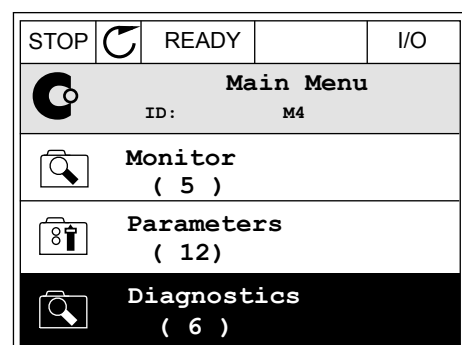 STOP READY I/O
Main Menu
ID: M4
Monitor
( 5 )
Parameters
( 12)
Diagnostics
( 6 )